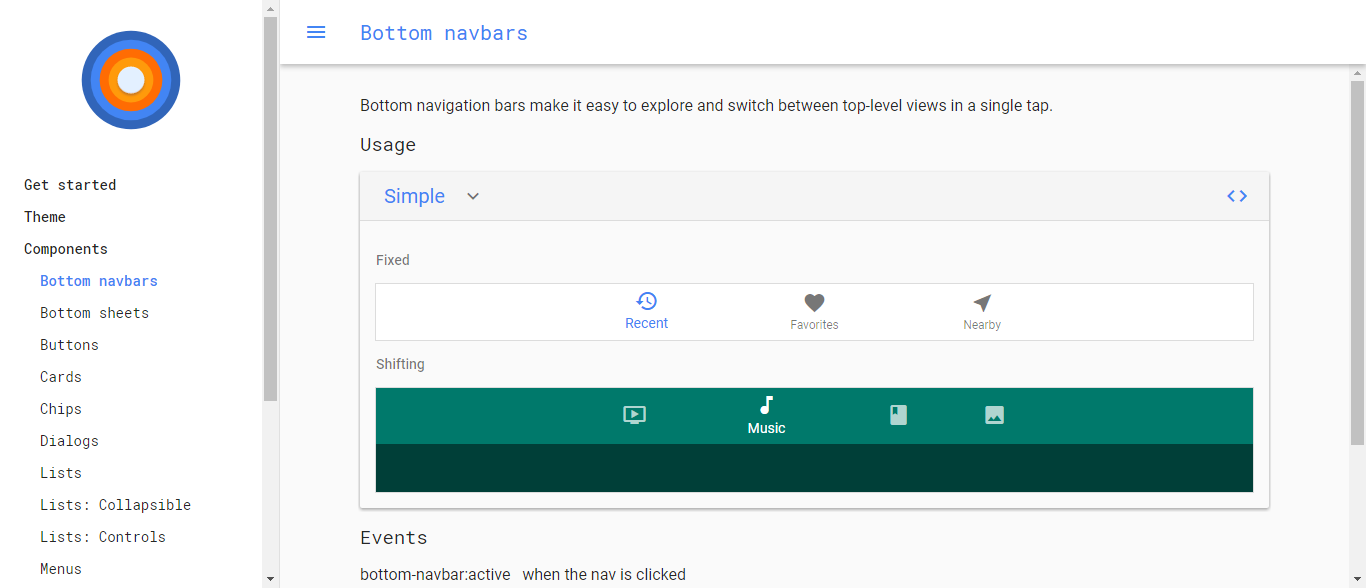 Bottom navbars
Get started
Theme
Components
Bottom navbars
Bottom sheets
Buttons
Cards
Chips
Dialogs
Lists
Lists: Collapsible
Lists: Controls
Menus
Bottom navigation bars make it easy to explore and switch between top-level views in a single tap.
Usage
Simple
Fixed
Recent Favorites Nearby
Shifting
Music
Events
bottom-navbar:active when the nav is clicked